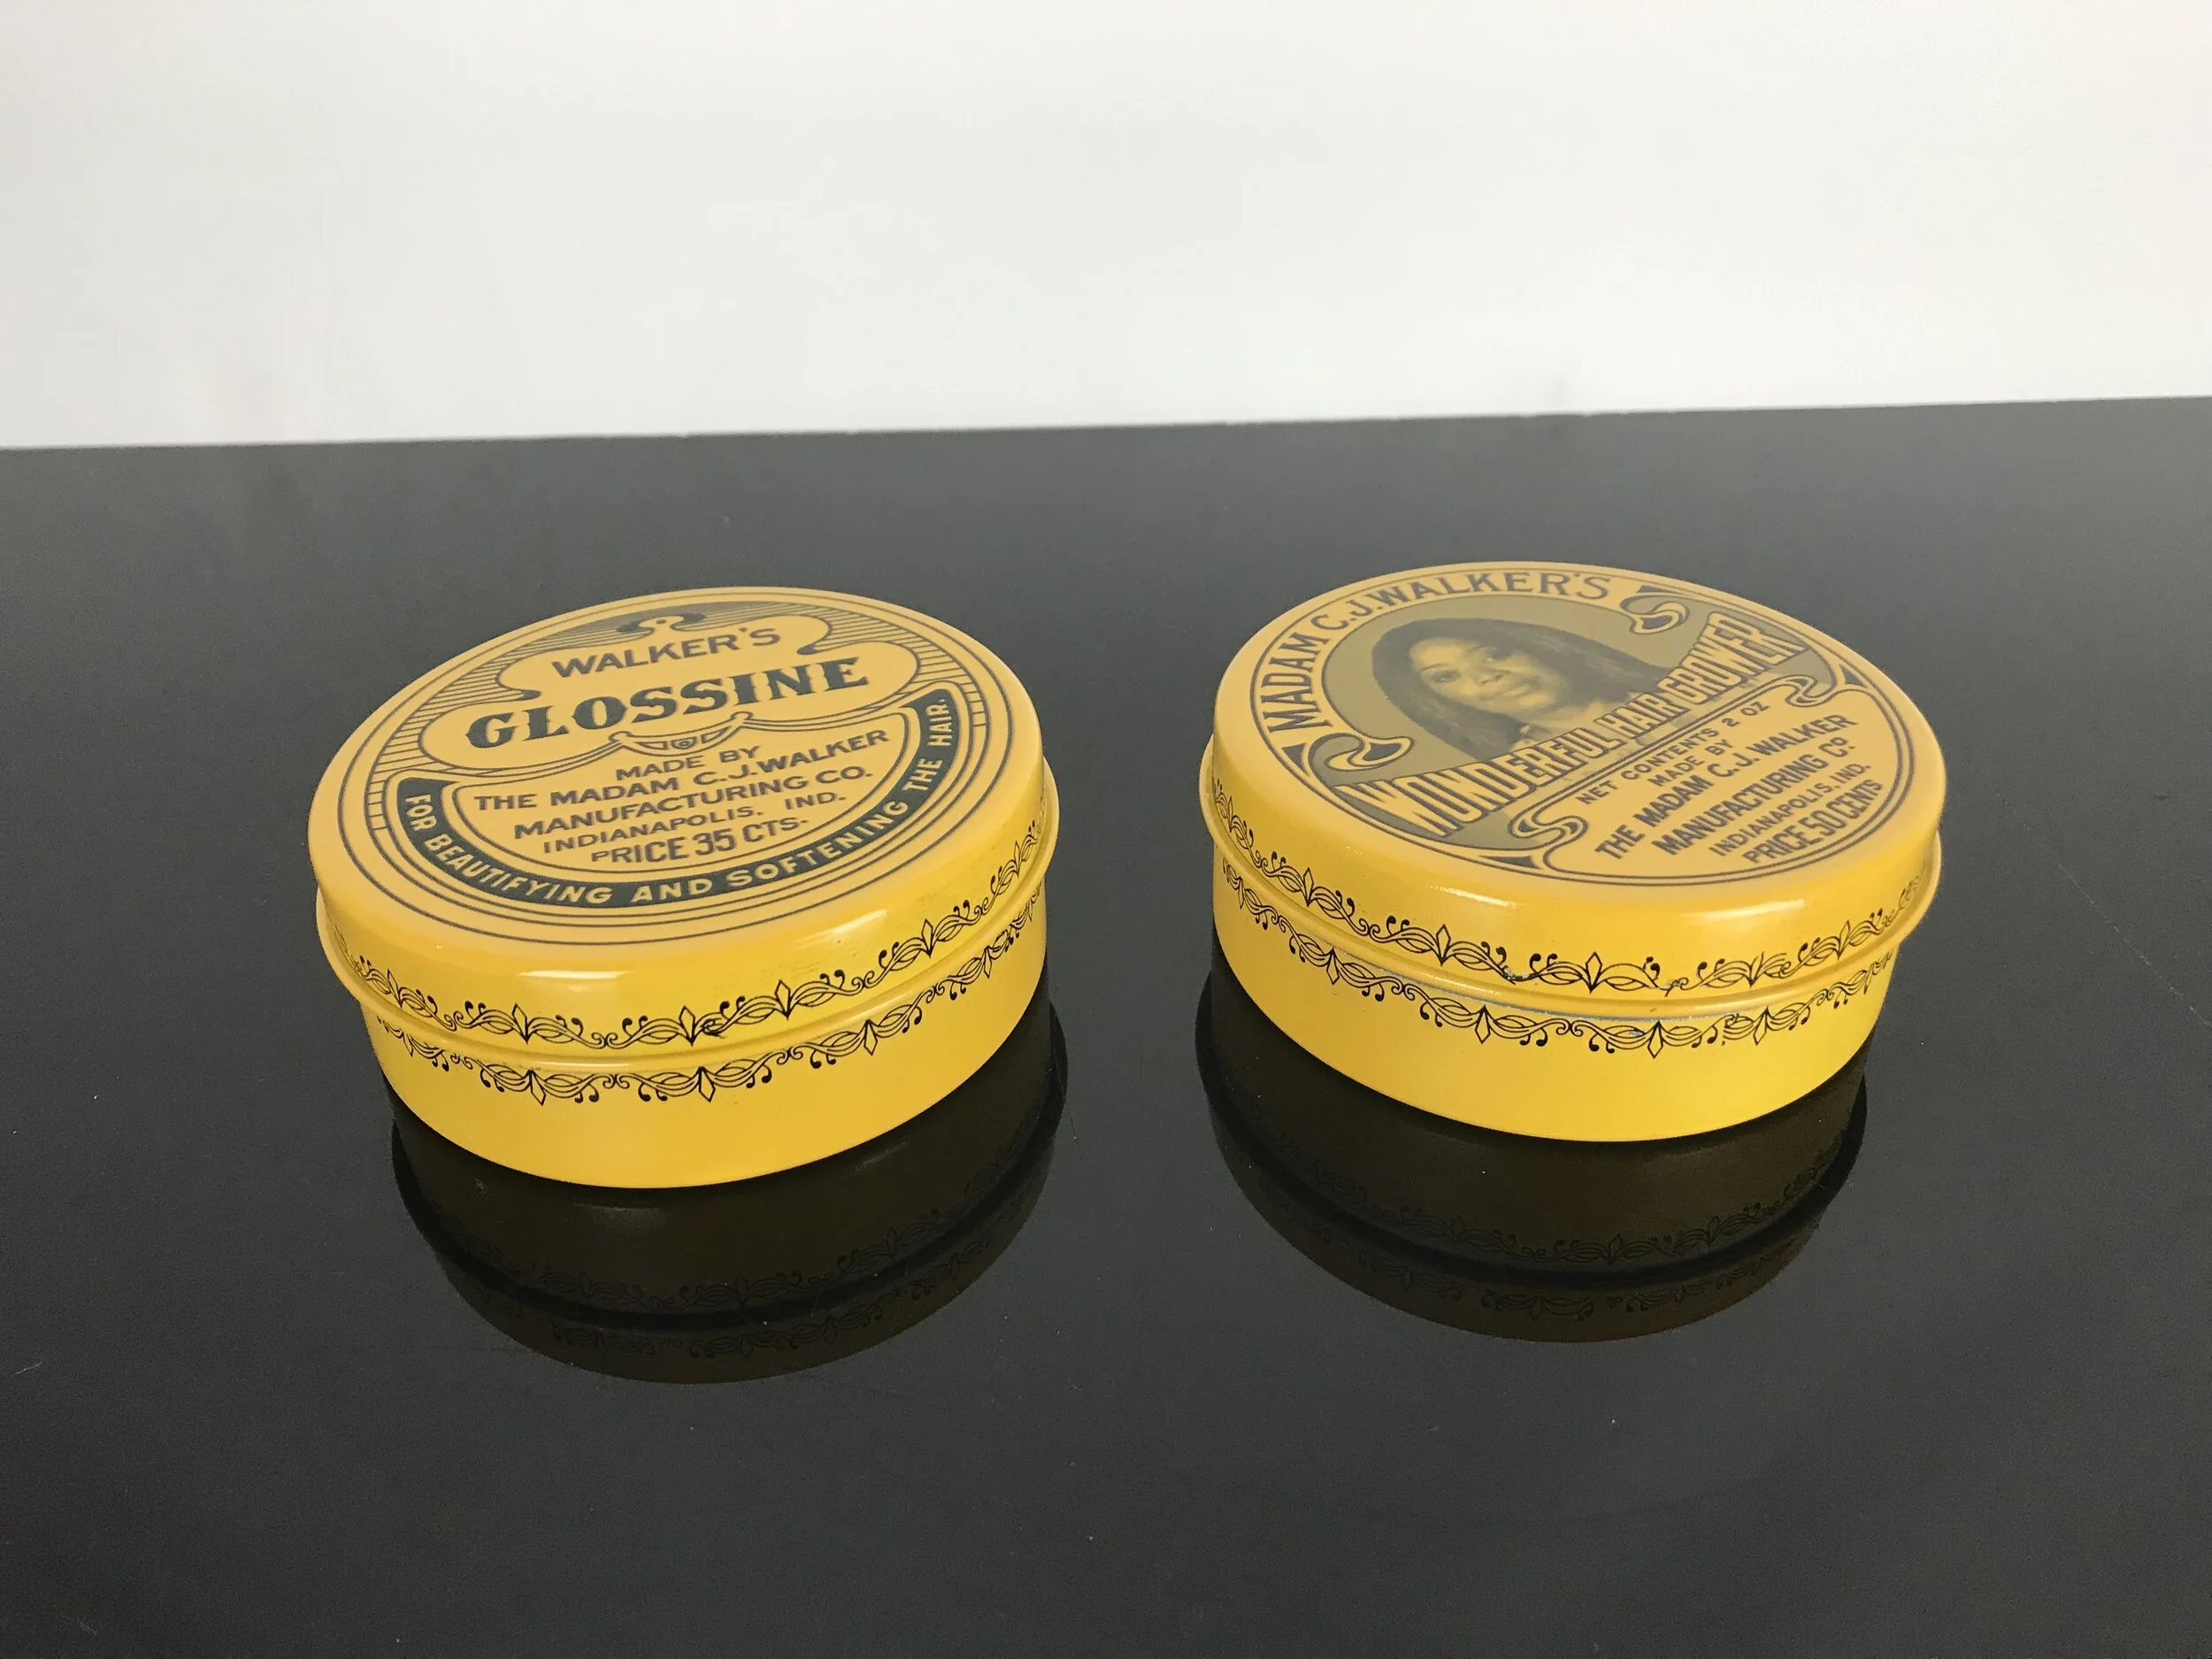 WALKER'S
GLOSSINE
MADE BY
THE MADAM C.J.WALKER
MANUFACTURING CO.
INDIANAPOLIS, IND.
PRICE 35 CTS.
FOR BEAUTIFYING AND SOFTENING THE HAIR.
MADAM C.J.WALKER'S
WONDERFUL HAIR GROWER
NET CONTENTS 2 OZ
MADE BY
THE MADAM C.J.WALKER
MANUFACTURING Cº.
INDIANAPOLIS, IND.
PRICE 50 CENTS